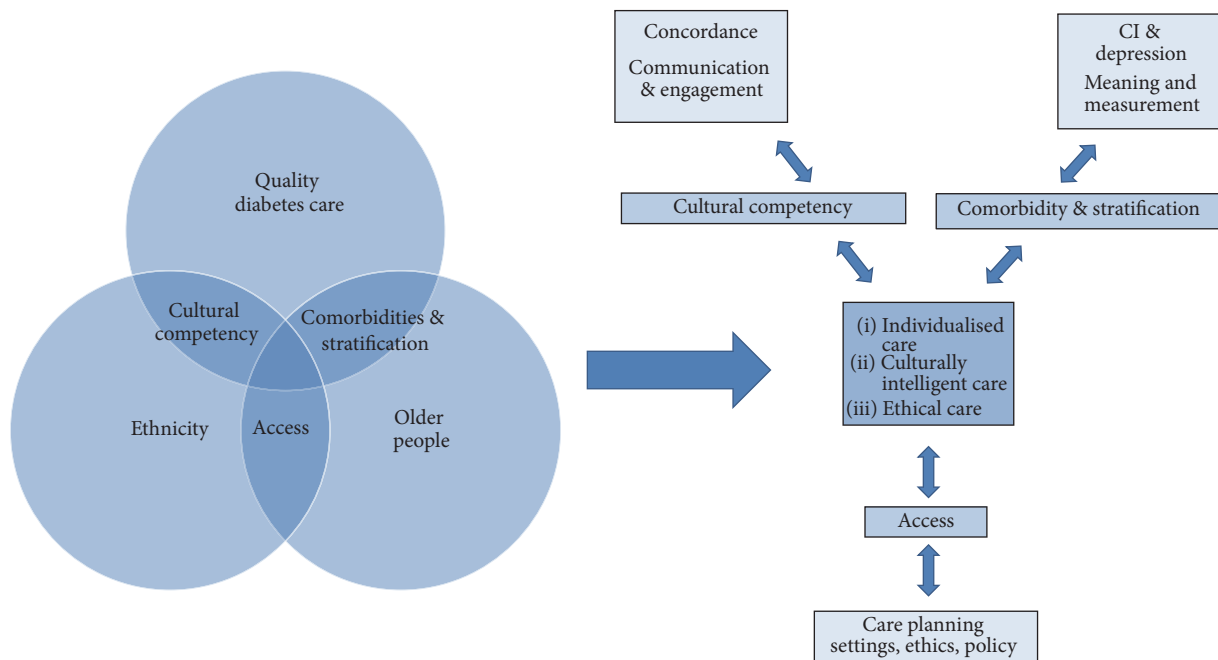 Quality
diabetes care
Cultural
competency
Comorbidities &
stratification
Ethnicity
Access
Older
people
Concordance
Communication
& engagement
CI &
depression
Meaning and
measurement
Cultural competency
Comorbidity & stratification
(i) Individualised
care
(ii) Culturally
intelligent care
(iii) Ethical care
Access
Care planning
settings, ethics, policy